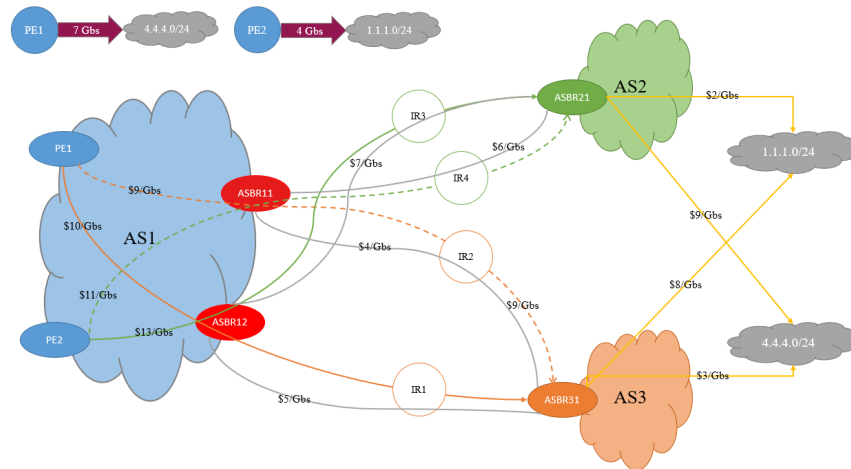 PE1
7 Gbs
4.4.4.0/24
PE2
4 Gbs
1.1.1.0/24
ASBR21
AS2
$2/Gbs
IR3
$7/Gbs
$6/Gbs
PE1
1.1.1.0/24
IR4
$9/Gbs
ASBR11
$9/Gbs
$10/Gbs
AS1
$4/Gbs
IR2
$8/Gbs
$11/Gbs
$9/Gbs
ASBR12
$13/Gbs
PE2
4.4.4.0/24
$3/Gbs
IR1
$5/Gbs
ASBR31
AS3